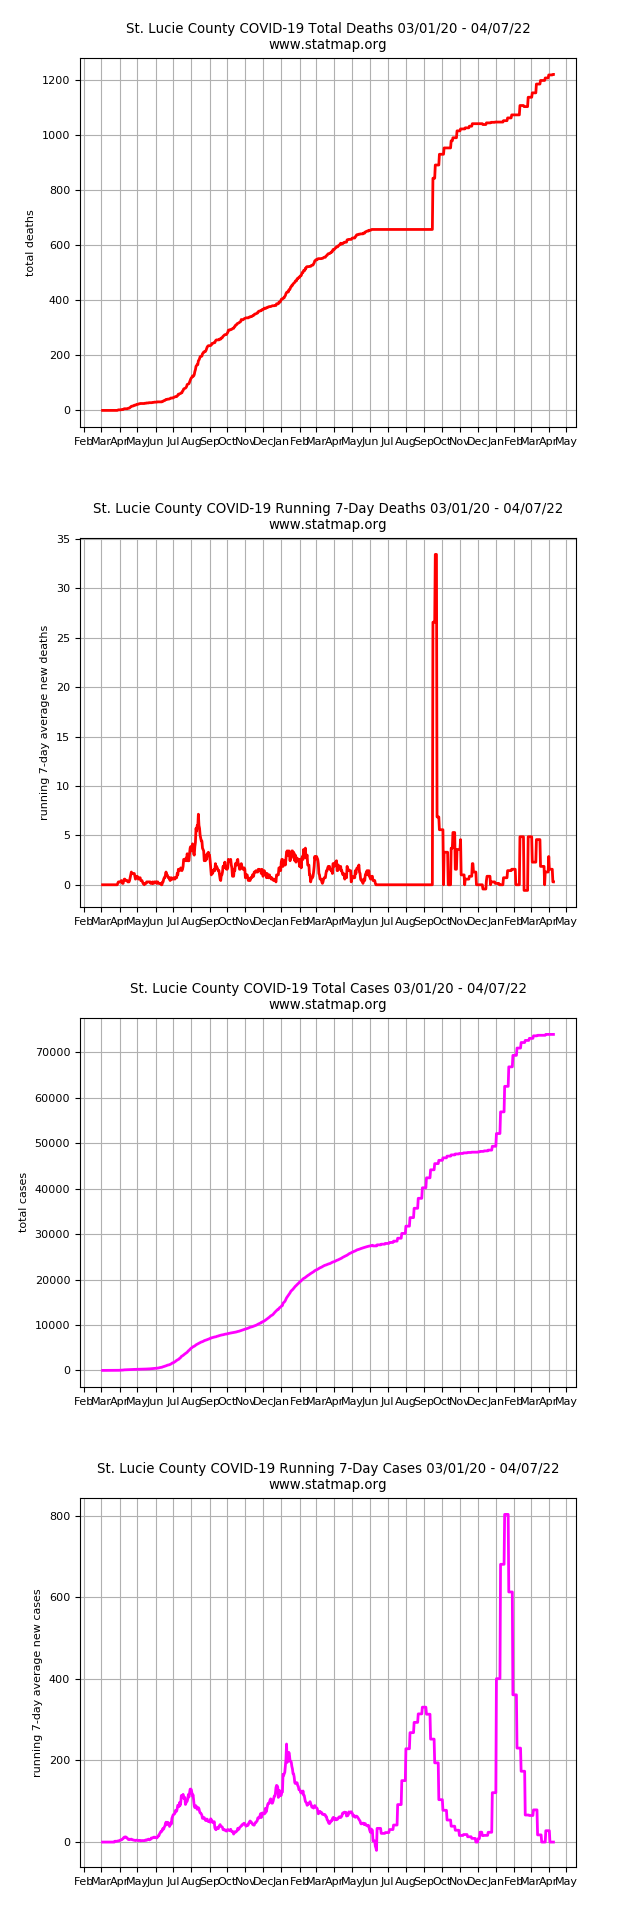 St. Lucie County COVID-19 Total Deaths 03/01/20 - 04/07/22
www.statmap.org
1200
1000
800
600
400
200
0
total deaths
Feb Mar Apr May Jun Jul Aug Sep Oct Nov Dec Jan Feb Mar Apr May Jun Jul Aug Sep Oct Nov Dec Jan Feb Mar Apr May
St. Lucie County COVID-19 Running 7-Day Deaths 03/01/20 - 04/07/22
www.statmap.org
35
30
25
20
15
10
5
0
running 7-day average new deaths
Feb Mar Apr May Jun Jul Aug Sep Oct Nov Dec Jan Feb Mar Apr May Jun Jul Aug Sep Oct Nov Dec Jan Feb Mar Apr May
St. Lucie County COVID-19 Total Cases 03/01/20 - 04/07/22
www.statmap.org
70000
60000
50000
40000
30000
20000
10000
0
total cases
Feb Mar Apr May Jun Jul Aug Sep Oct Nov Dec Jan Feb Mar Apr May Jun Jul Aug Sep Oct Nov Dec Jan Feb Mar Apr May
St. Lucie County COVID-19 Running 7-Day Cases 03/01/20 - 04/07/22
www.statmap.org
800
600
400
200
0
running 7-day average new cases
Feb Mar Apr May Jun Jul Aug Sep Oct Nov Dec Jan Feb Mar Apr May Jun Jul Aug Sep Oct Nov Dec Jan Feb Mar Apr May